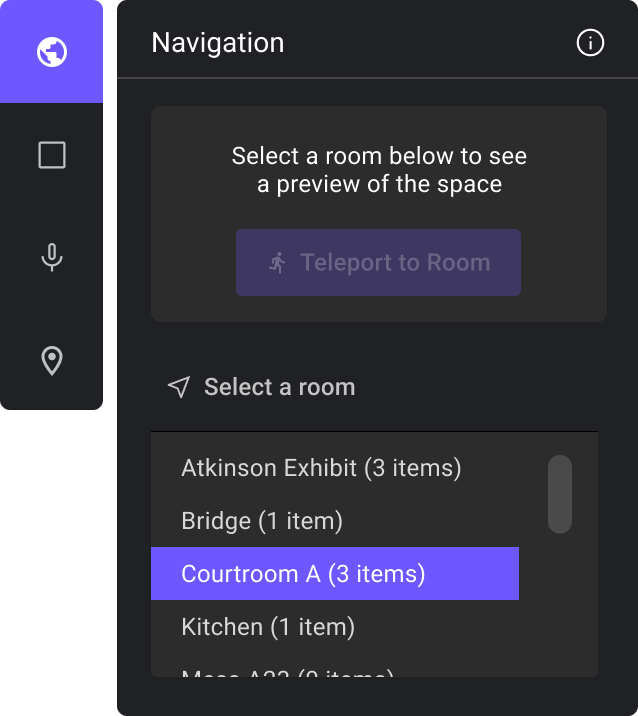 Navigation
Select a room below to see
a preview of the space
Teleport to Room
Select a room
Atkinson Exhibit (3 items)
Bridge (1 item)
Courtroom A (3 items)
Kitchen (1 item)